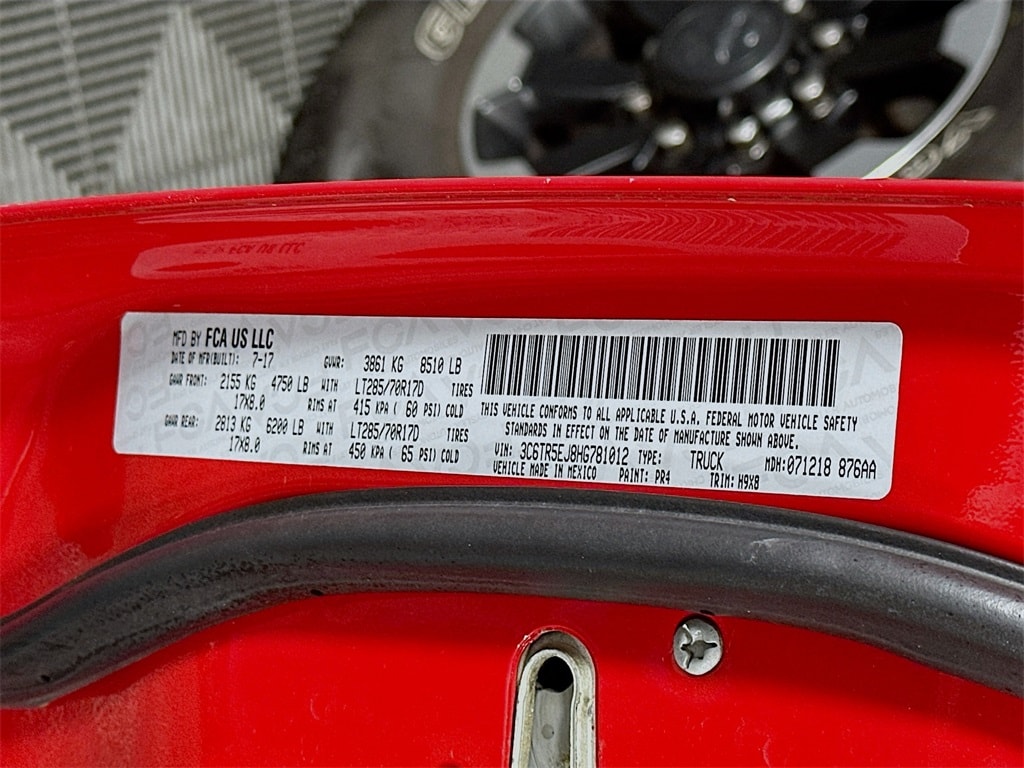 MFD BY FCA US LLC
DATE OF MFR(BUILT): 7-17 GVWR: 3861 KG 8510 LB
GAWR FRONT: 2155 KG 4750 LB WITH LT285/70R17D TIRES
17X8.0 RIMS AT 415 KPA ( 60 PSI) COLD
GAWR REAR: 2813 KG 6200 LB WITH LT285/70R17D TIRES
17X8.0 RIMS AT 450 KPA ( 65 PSI) COLD
THIS VEHICLE CONFORMS TO ALL APPLICABLE U.S.A. FEDERAL MOTOR VEHICLE SAFETY
STANDARDS IN EFFECT ON THE DATE OF MANUFACTURE SHOWN ABOVE.
VIN: 3C6TR5EJ8HG781012 TYPE: TRUCK MDH: 071218 876AA
VEHICLE MADE IN MEXICO PAINT: PR4 TRIM: H9X8